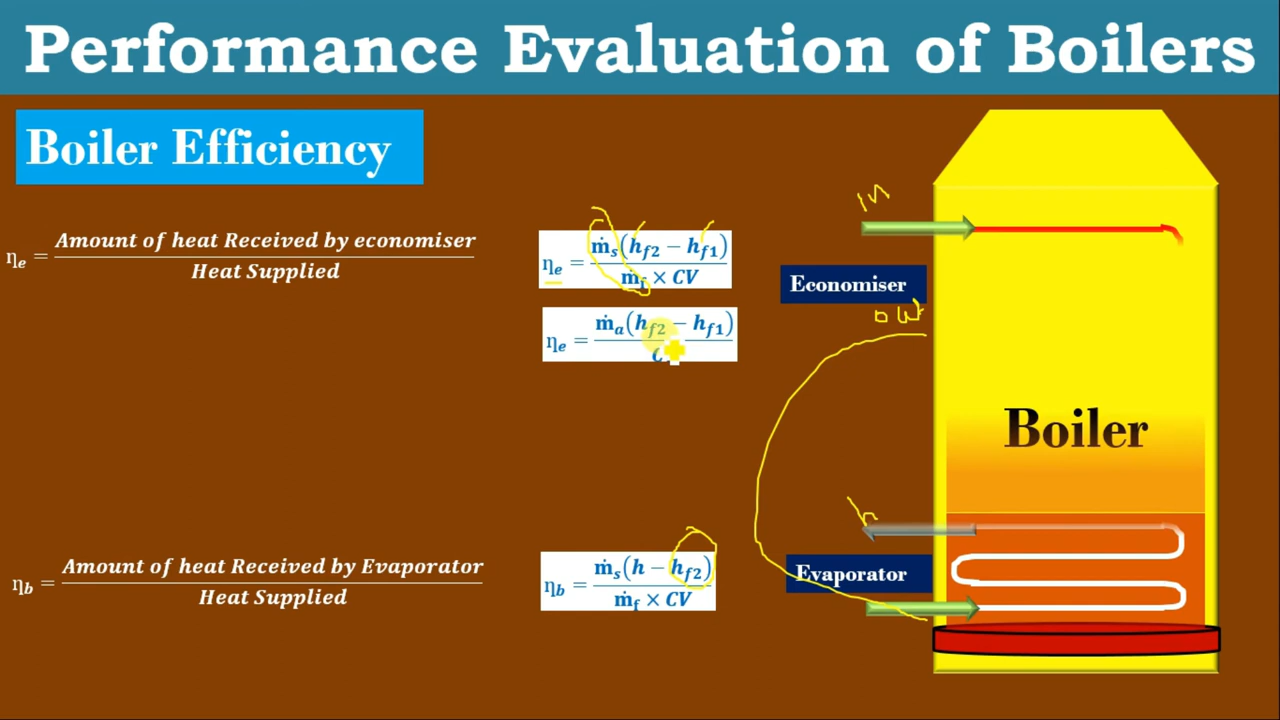 Performance Evaluation of Boilers
Boiler Efficiency
ηe = Amount of heat Received by economiser / Heat Supplied
ηe = ṁs(hf2 − hf1) / ṁf × CV
ηe = ṁa(hf2 − hf1) / C
in
Economiser
out
Boiler
h
Evaporator
ηb = Amount of heat Received by Evaporator / Heat Supplied
ηb = ṁs(h − hf2) / ṁf × CV